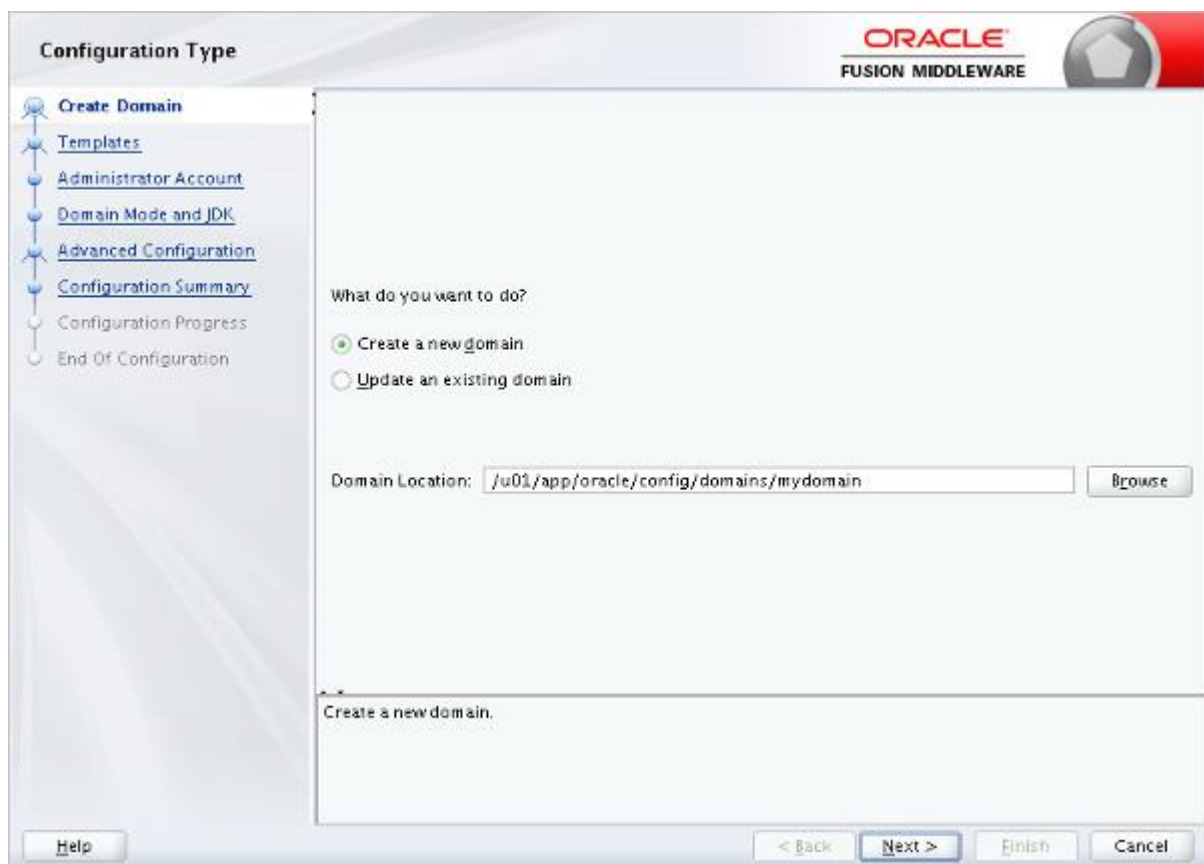 Configuration Type
ORACLE
FUSION MIDDLEWARE
Create Domain
Templates
Administrator Account
Domain Mode and JDK
Advanced Configuration
Configuration Summary
Configuration Progress
End Of Configuration
What do you want to do?
Create a new domain
Update an existing domain
Domain Location: /u01/app/oracle/config/domains/mydomain Browse
Create a new domain.
Help < Back Next > Finish Cancel